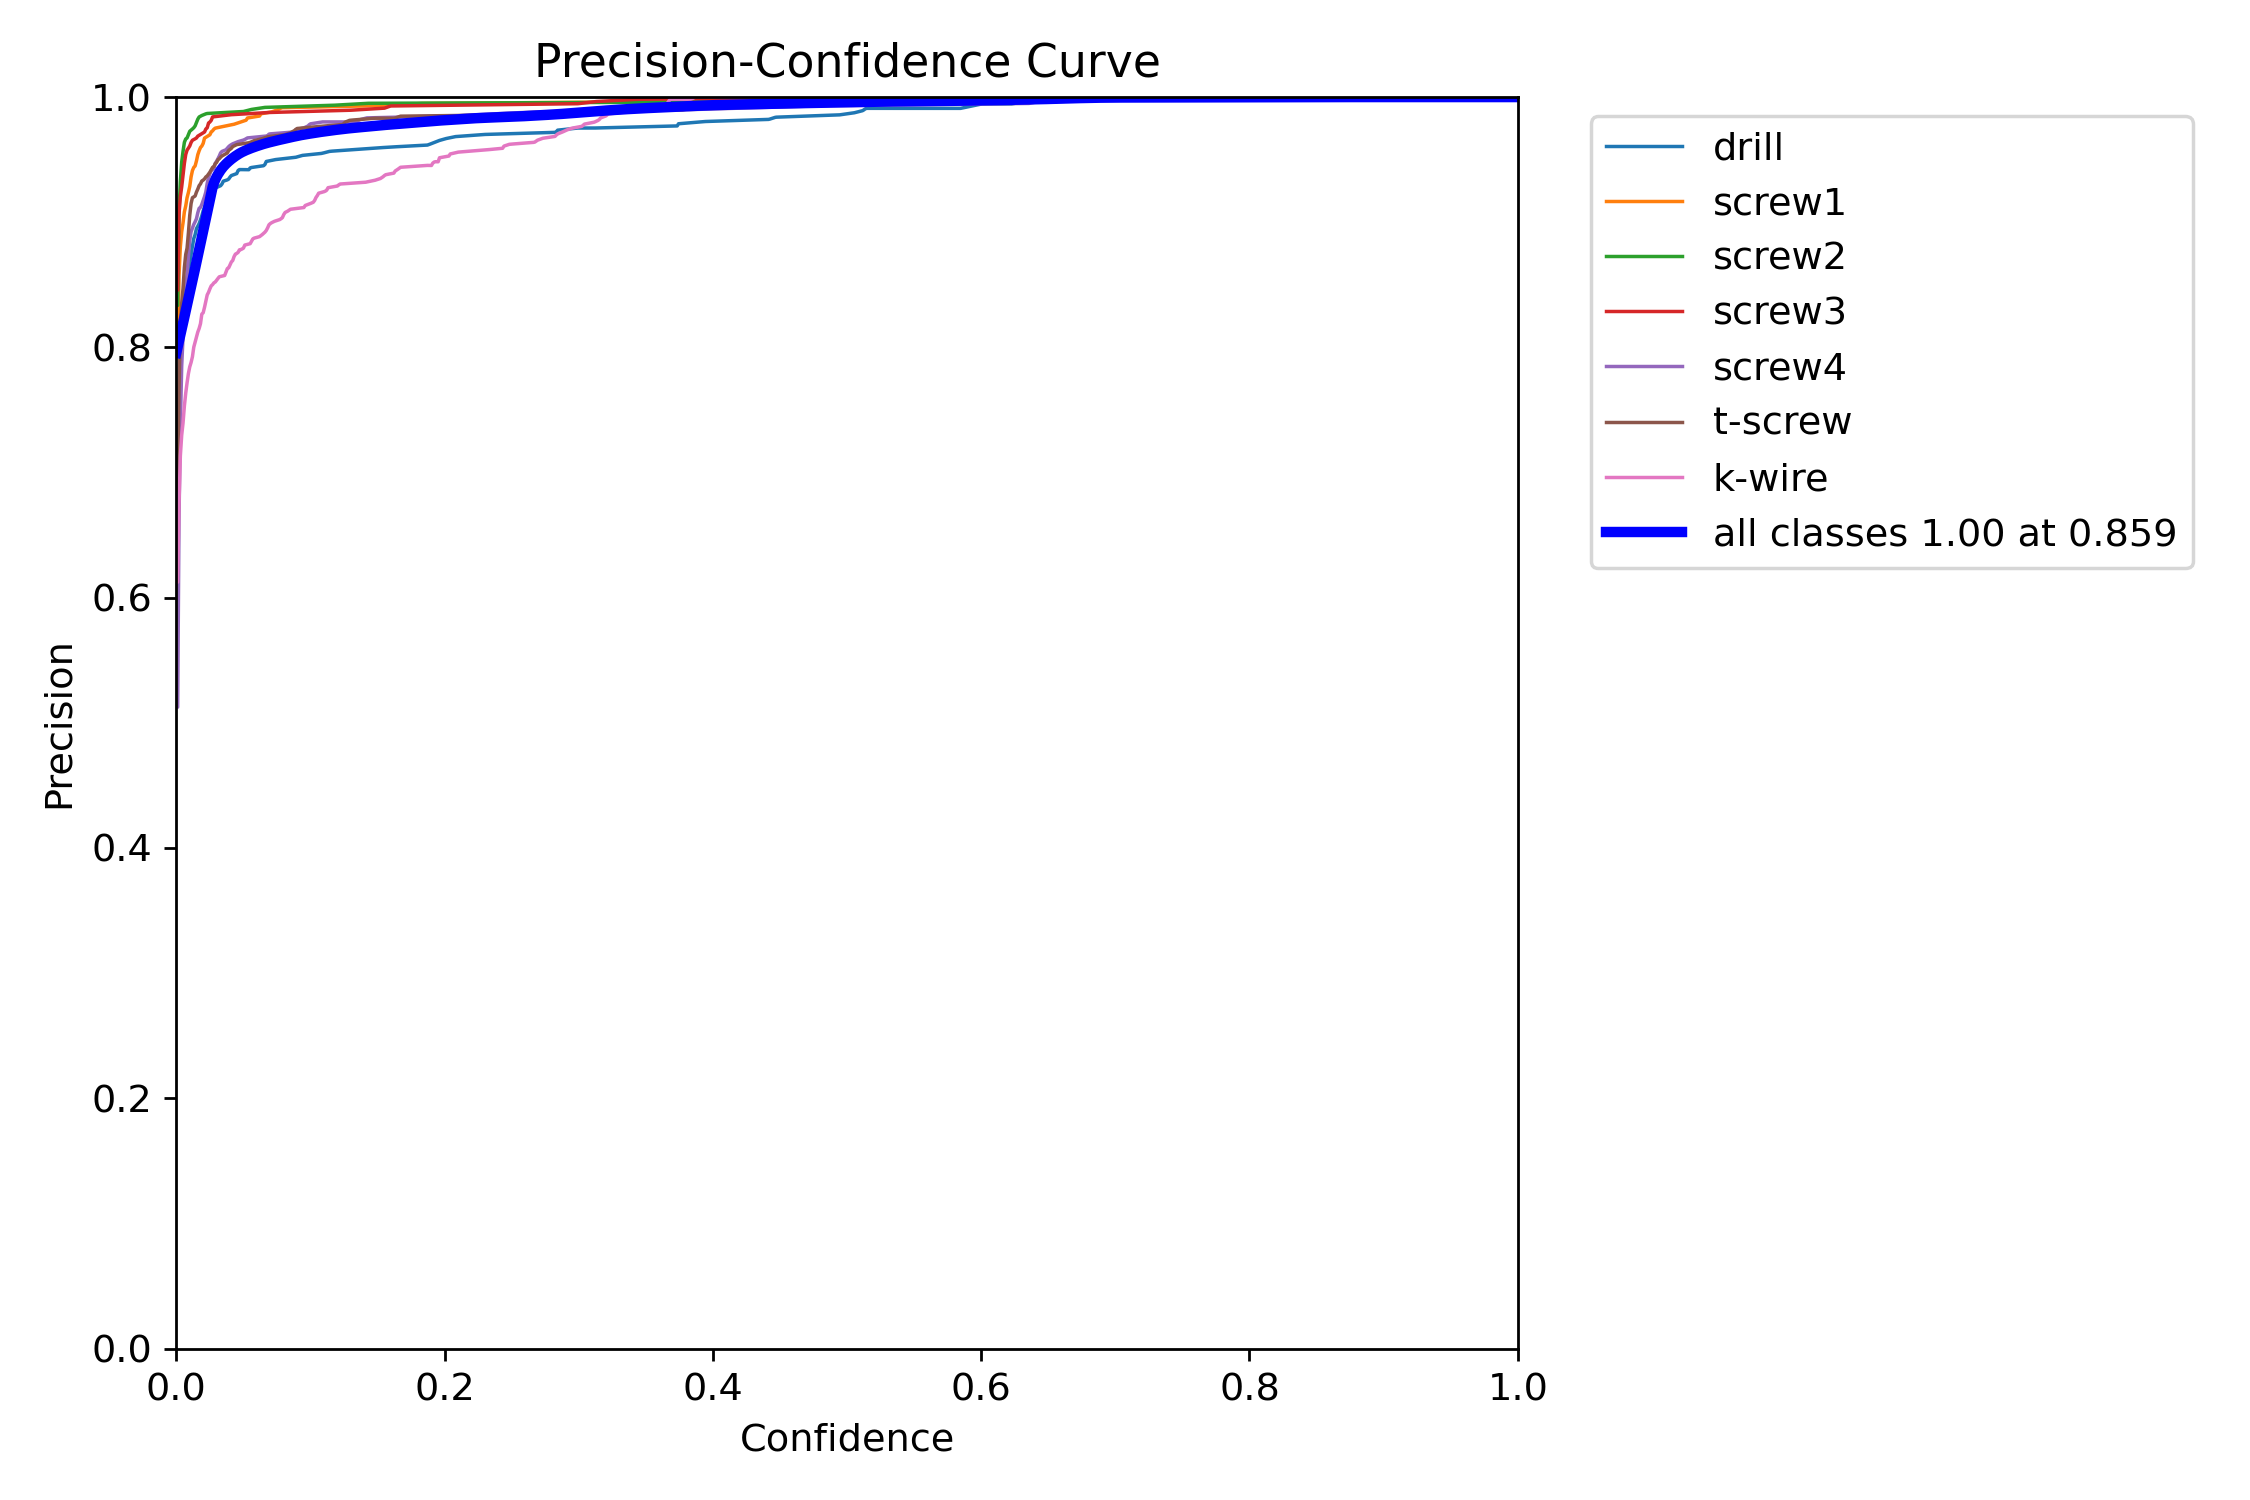 Precision-Confidence Curve
1.0
0.8
0.6
0.4
0.2
0.0
Precision
0.0 0.2 0.4 0.6 0.8 1.0
Confidence
drill
screw1
screw2
screw3
screw4
t-screw
k-wire
all classes 1.00 at 0.859